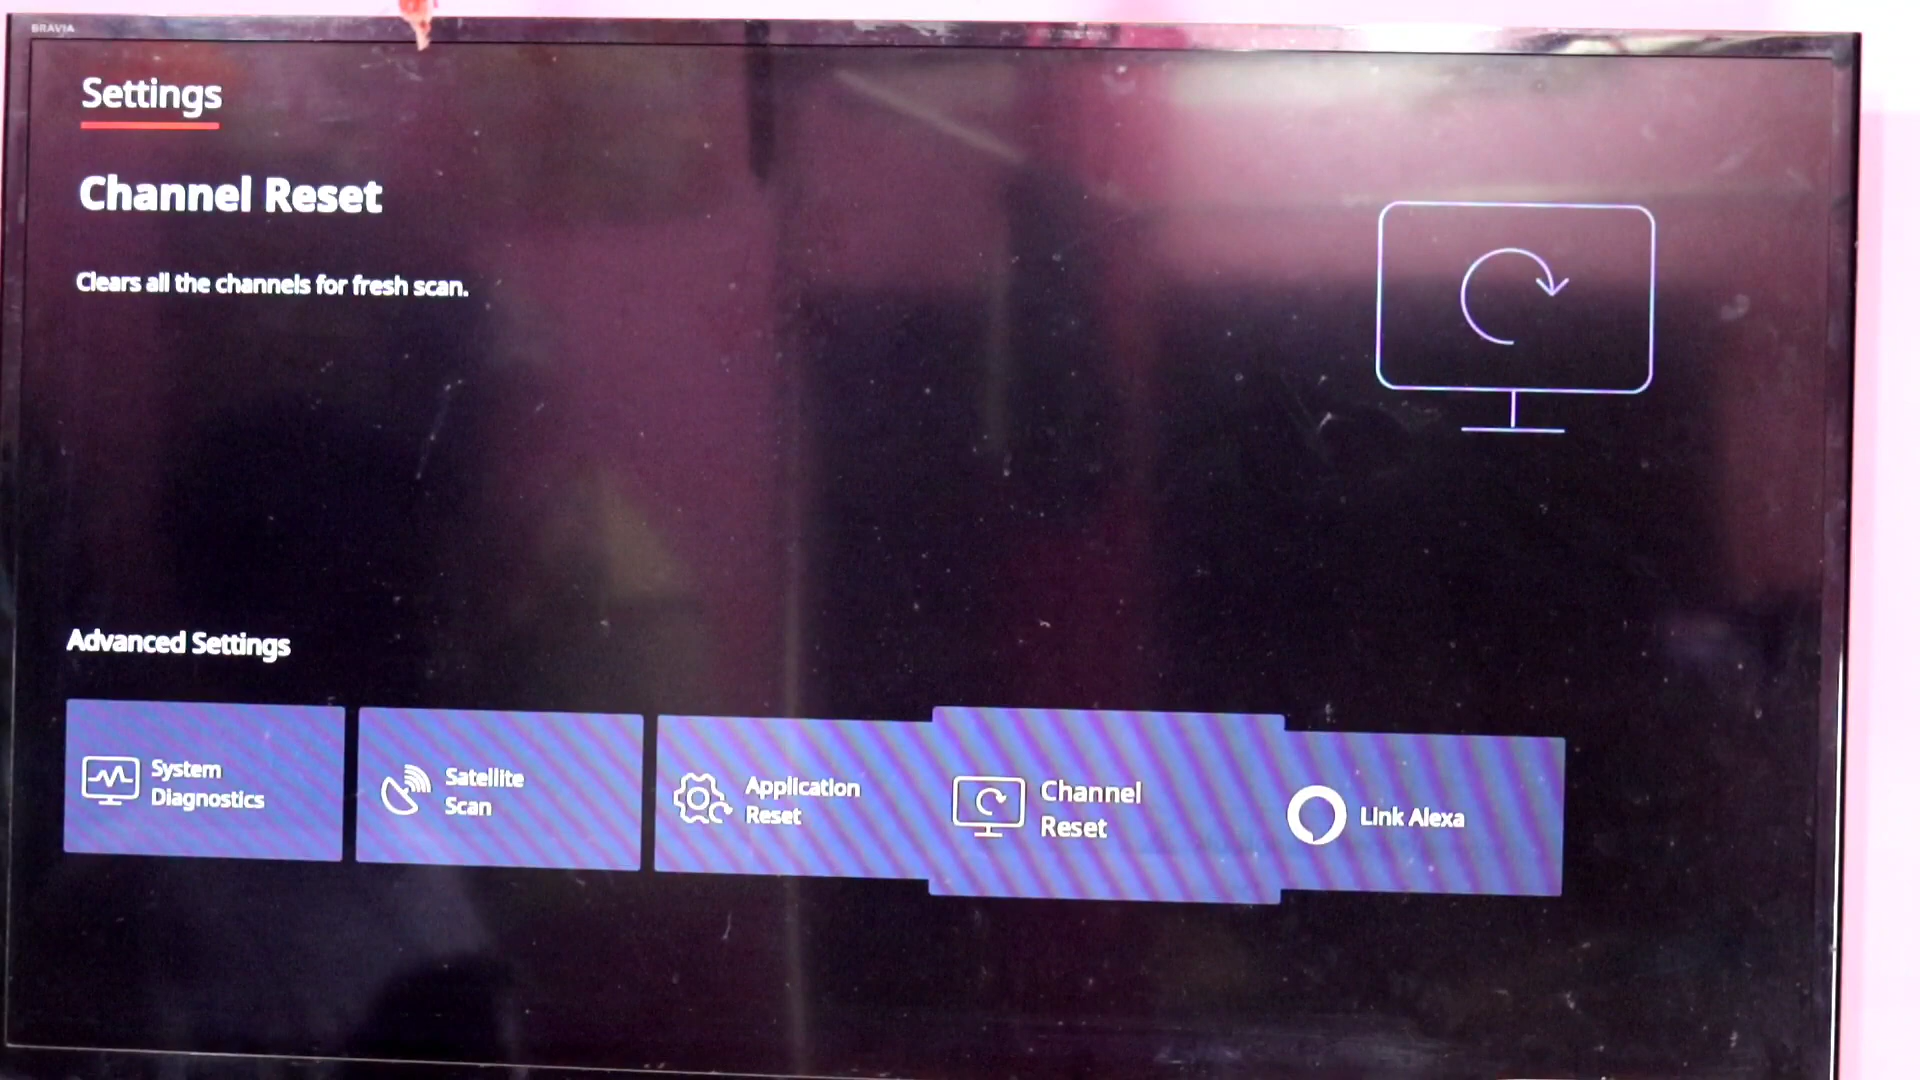 BRAVIA
Settings
Channel Reset
Clears all the channels for fresh scan.
Advanced Settings
System
Diagnostics
Satellite
Scan
Application
Reset
Channel
Reset
Link Alexa